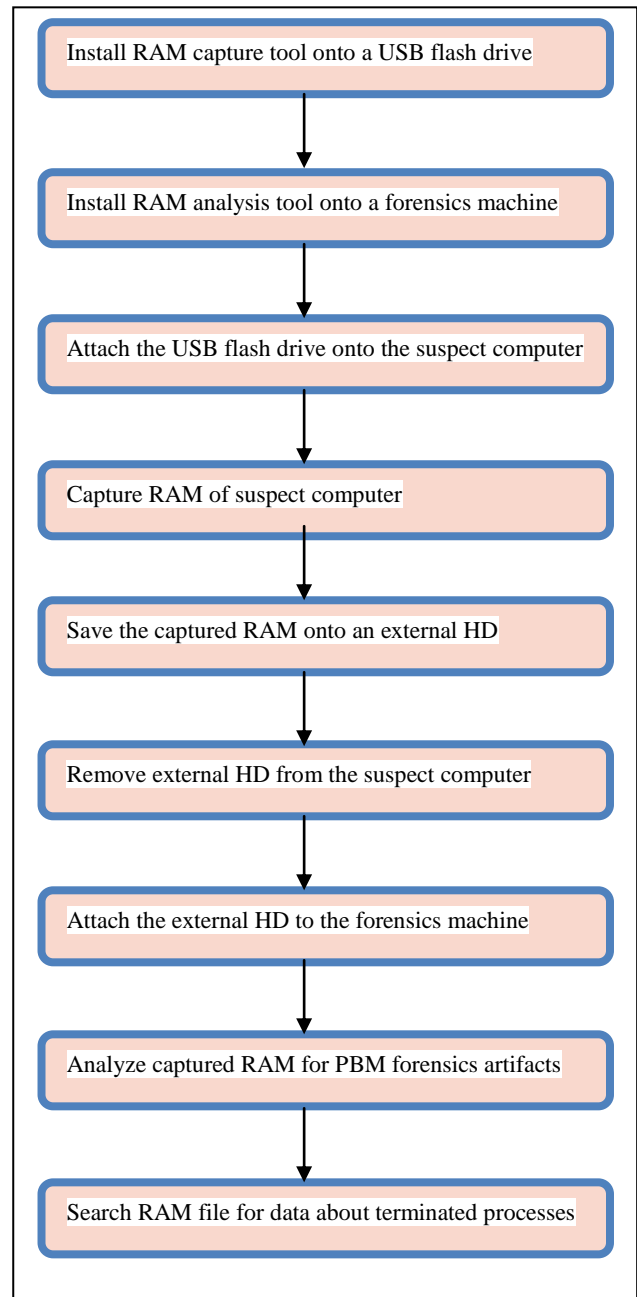 Install RAM capture tool onto a USB flash drive
Install RAM analysis tool onto a forensics machine
Attach the USB flash drive onto the suspect computer
Capture RAM of suspect computer
Save the captured RAM onto an external HD
Remove external HD from the suspect computer
Attach the external HD to the forensics machine
Analyze captured RAM for PBM forensics artifacts
Search RAM file for data about terminated processes